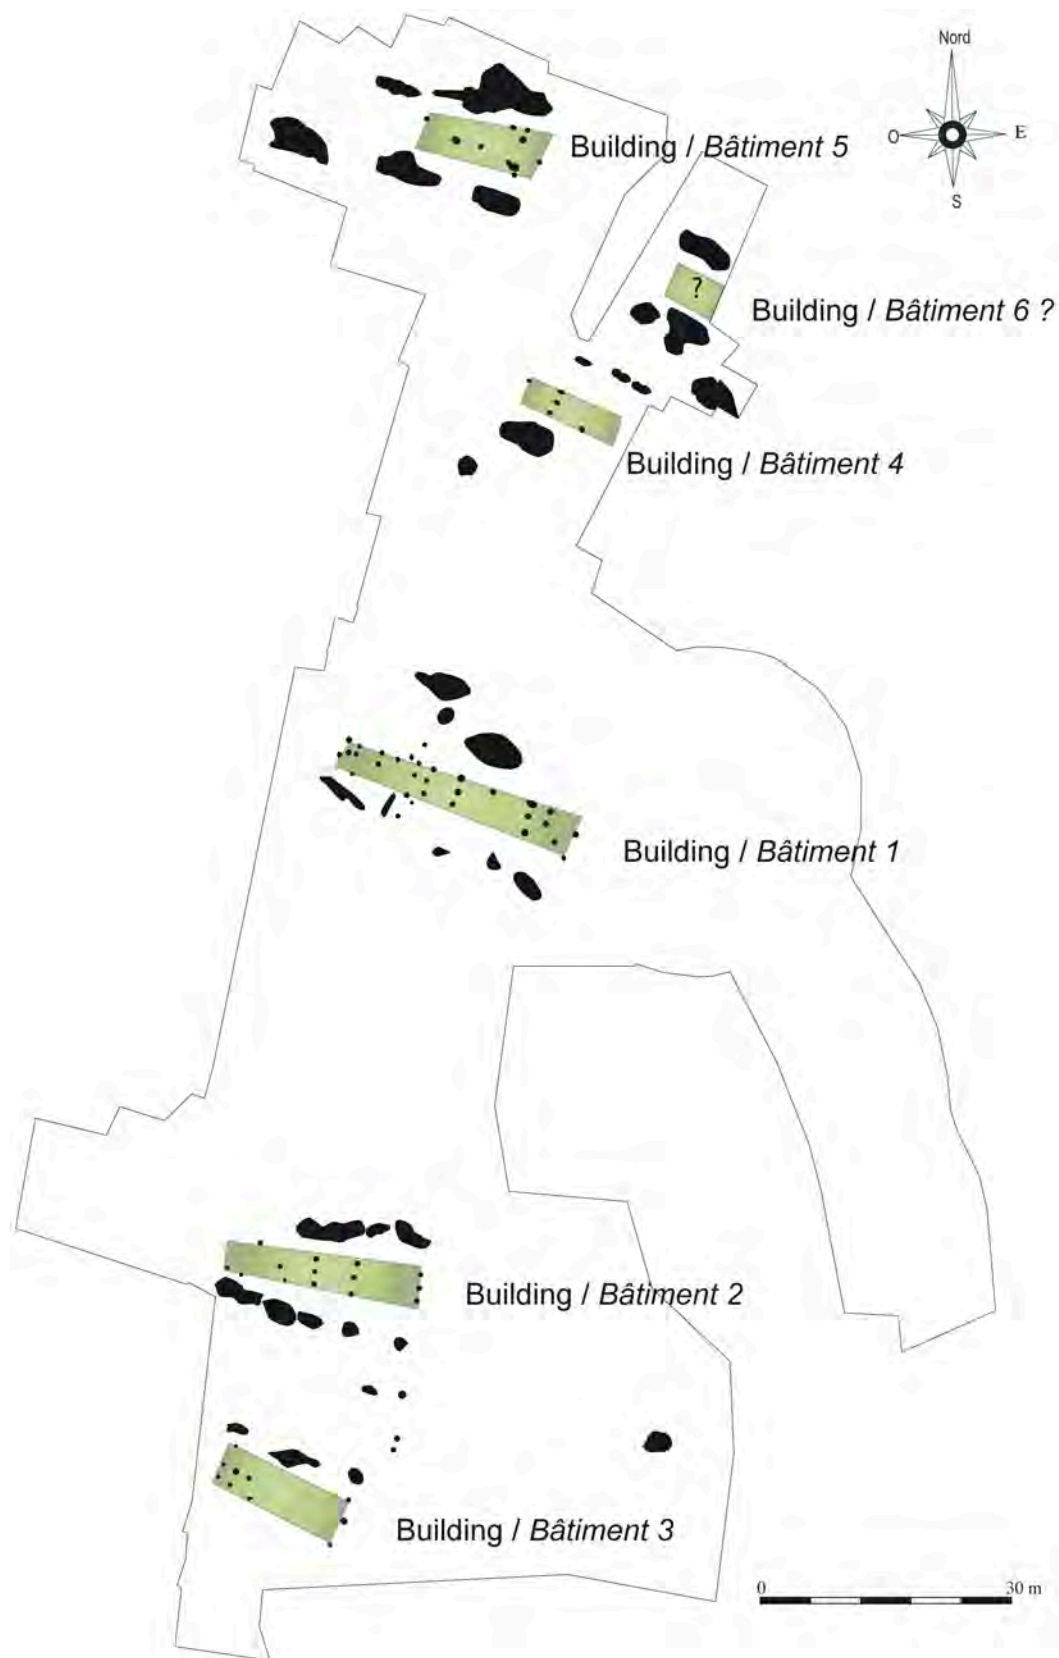 Nord
O
E
S
Building / Bâtiment 5
?
Building / Bâtiment 6 ?
Building / Bâtiment 4
Building / Bâtiment 1
Building / Bâtiment 2
Building / Bâtiment 3
0
30 m